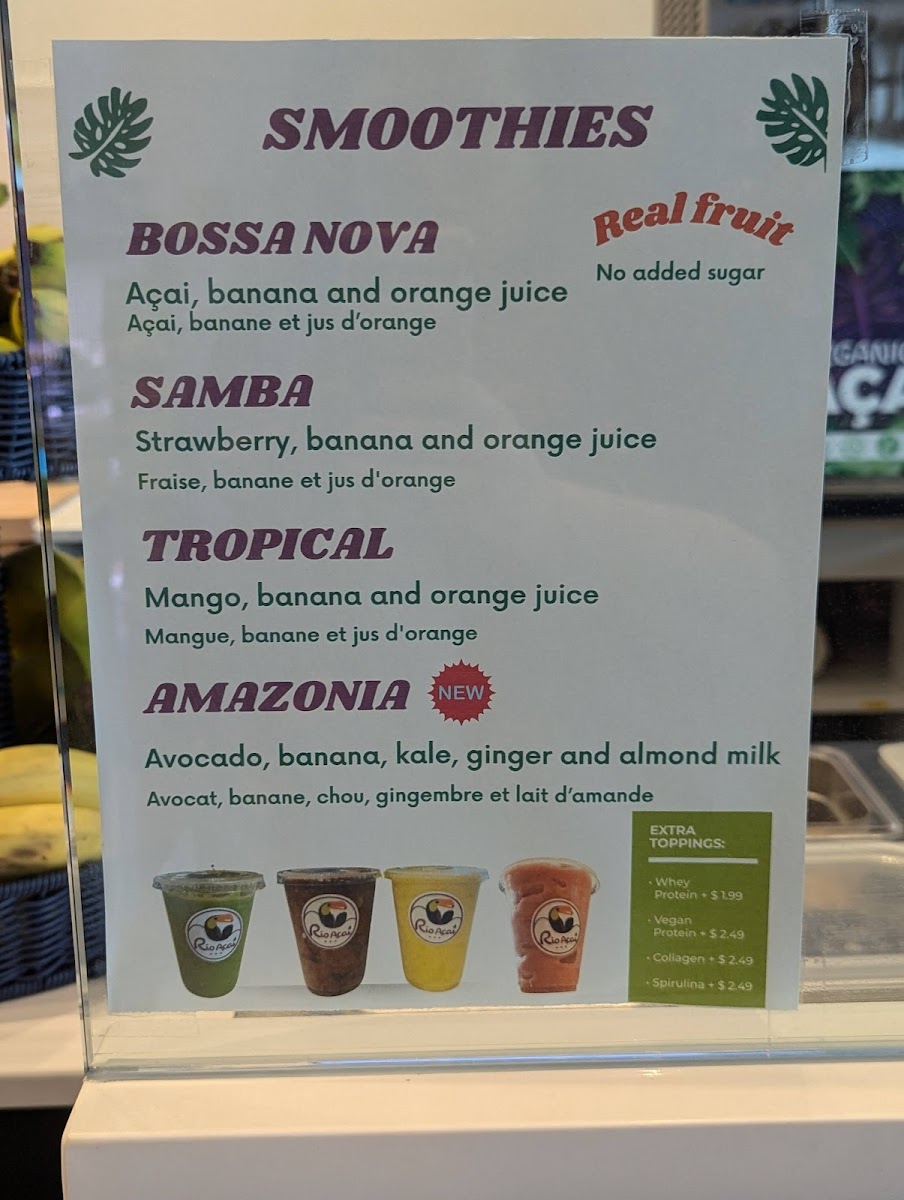 SMOOTHIES
BOSSA NOVA
Real fruit
No added sugar
Açai, banana and orange juice
Açai, banane et jus d’orange
SAMBA
Strawberry, banana and orange juice
Fraise, banane et jus d'orange
TROPICAL
Mango, banana and orange juice
Mangue, banane et jus d'orange
AMAZONIA NEW
Avocado, banana, kale, ginger and almond milk
Avocat, banane, chou, gingembre et lait d’amande
EXTRA
TOPPINGS:
• Whey
Protein + $ 1.99
• Vegan
Protein + $ 2.49
• Collagen + $ 2.49
• Spirulina + $ 2.49
Rio Açai
Rio Açai
Rio Açai
Rio Açai